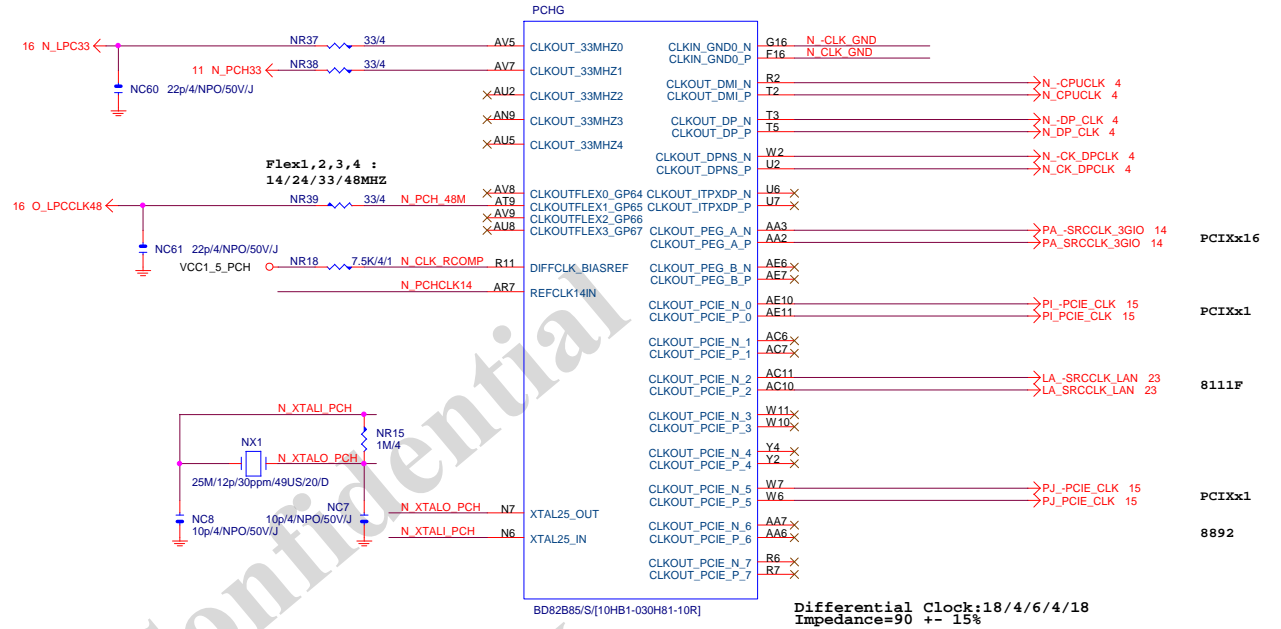 PCHG
16 N_LPC33
NR37 33/4 AV5 CLKOUT_33MHZ0
11 N_PCH33 NR38 33/4 AV7 CLKOUT_33MHZ1
NC60 22p/4/NPO/50V/J
AU2 CLKOUT_33MHZ2
AN9 CLKOUT_33MHZ3
AU5 CLKOUT_33MHZ4
Flex1,2,3,4 :
14/24/33/48MHZ
AV8 CLKOUTFLEX0_GP64
16 O_LPCCLK48 NR39 33/4 N_PCH_48M AT9 CLKOUTFLEX1_GP65
AV9 CLKOUTFLEX2_GP66
AU8 CLKOUTFLEX3_GP67
NC61 22p/4/NPO/50V/J
VCC1_5_PCH NR18 7.5K/4/1 N_CLK_RCOMP R11 DIFFCLK_BIASREF
N_PCHCLK14 AR7 REFCLK14IN
N_XTALI_PCH
NR15
1M/4
NX1
N_XTALO_PCH
25M/12p/30ppm/49US/20/D
NC8
10p/4/NPO/50V/J
NC7
10p/4/NPO/50V/J
N_XTALO_PCH N7 XTAL25_OUT
N_XTALI_PCH N6 XTAL25_IN
CLKIN_GND0_N G16 N_-CLK_GND
CLKIN_GND0_P F16 N_CLK_GND
CLKOUT_DMI_N R2 N_-CPUCLK 4
CLKOUT_DMI_P T2 N_CPUCLK 4
CLKOUT_DP_N T3 N_-DP_CLK 4
CLKOUT_DP_P T5 N_DP_CLK 4
CLKOUT_DPNS_N W2 N_-CK_DPCLK 4
CLKOUT_DPNS_P U2 N_CK_DPCLK 4
CLKOUT_ITPXDP_N U6
CLKOUT_ITPXDP_P U7
CLKOUT_PEG_A_N AA3 PA_-SRCCLK_3GIO 14
CLKOUT_PEG_A_P AA2 PA_SRCCLK_3GIO 14
PCIXx16
CLKOUT_PEG_B_N AE6
CLKOUT_PEG_B_P AE7
CLKOUT_PCIE_N_0 AE10 PI_-PCIE_CLK 15
CLKOUT_PCIE_P_0 AE11 PI_PCIE_CLK 15
PCIXx1
CLKOUT_PCIE_N_1 AC6
CLKOUT_PCIE_P_1 AC7
CLKOUT_PCIE_N_2 AC11 LA_-SRCCLK_LAN 23
CLKOUT_PCIE_P_2 AC10 LA_SRCCLK_LAN 23
8111F
CLKOUT_PCIE_N_3 W11
CLKOUT_PCIE_P_3 W10
CLKOUT_PCIE_N_4 Y4
CLKOUT_PCIE_P_4 Y2
CLKOUT_PCIE_N_5 W7 PJ_-PCIE_CLK 15
CLKOUT_PCIE_P_5 W6 PJ_PCIE_CLK 15
PCIXx1
CLKOUT_PCIE_N_6 AA7
CLKOUT_PCIE_P_6 AA6
8892
CLKOUT_PCIE_N_7 R6
CLKOUT_PCIE_P_7 R7
BD82B85/S/[10HB1-030H81-10R]
Differential Clock:18/4/6/4/18
Impedance=90 +- 15%
Confidential